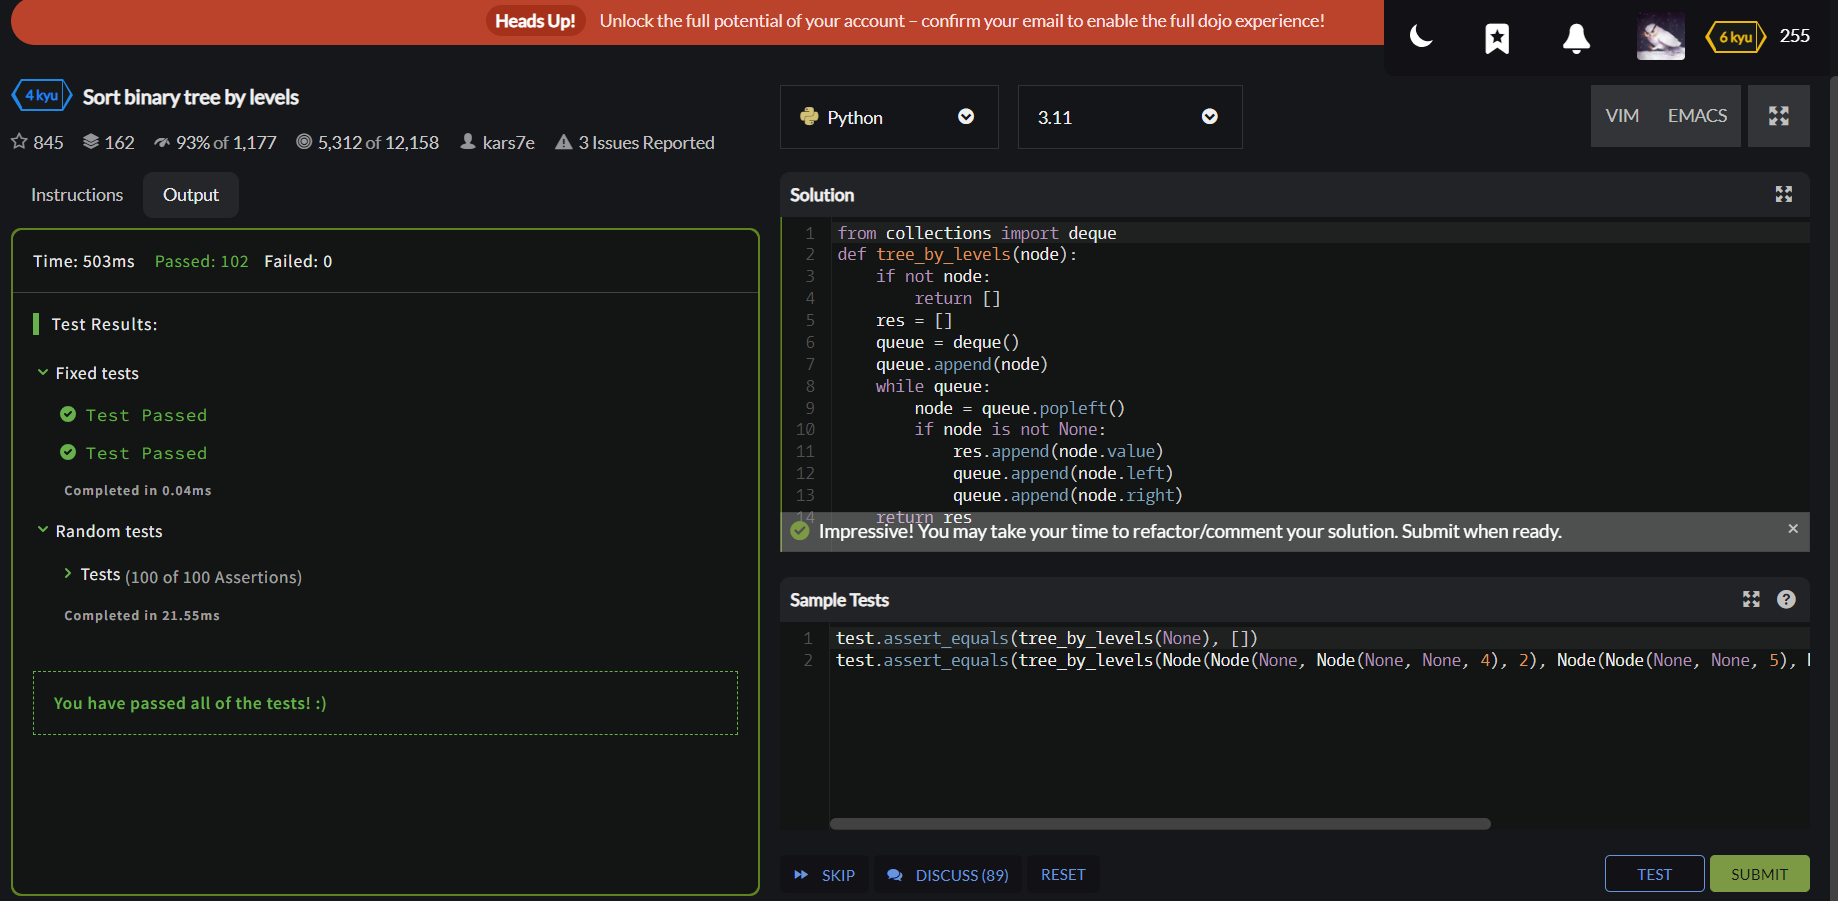 Heads Up! Unlock the full potential of your account – confirm your email to enable the full dojo experience!
6 kyu 255
4 kyu Sort binary tree by levels
845 162 93% of 1,177 5,312 of 12,158 kars7e 3 Issues Reported
Instructions Output
Time: 503ms Passed: 102 Failed: 0
Test Results:
Fixed tests
Test Passed
Test Passed
Completed in 0.04ms
Random tests
Tests (100 of 100 Assertions)
Completed in 21.55ms
You have passed all of the tests! :)
Python 3.11 VIM EMACS
Solution
1 from collections import deque
2 def tree_by_levels(node):
3 if not node:
4 return []
5 res = []
6 queue = deque()
7 queue.append(node)
8 while queue:
9 node = queue.popleft()
10 if node is not None:
11 res.append(node.value)
12 queue.append(node.left)
13 queue.append(node.right)
14 return res
Impressive! You may take your time to refactor/comment your solution. Submit when ready. ×
Sample Tests ?
1 test.assert_equals(tree_by_levels(None), [])
2 test.assert_equals(tree_by_levels(Node(Node(None, Node(None, None, 4), 2), Node(Node(None, None, 5),
SKIP DISCUSS (89) RESET TEST SUBMIT